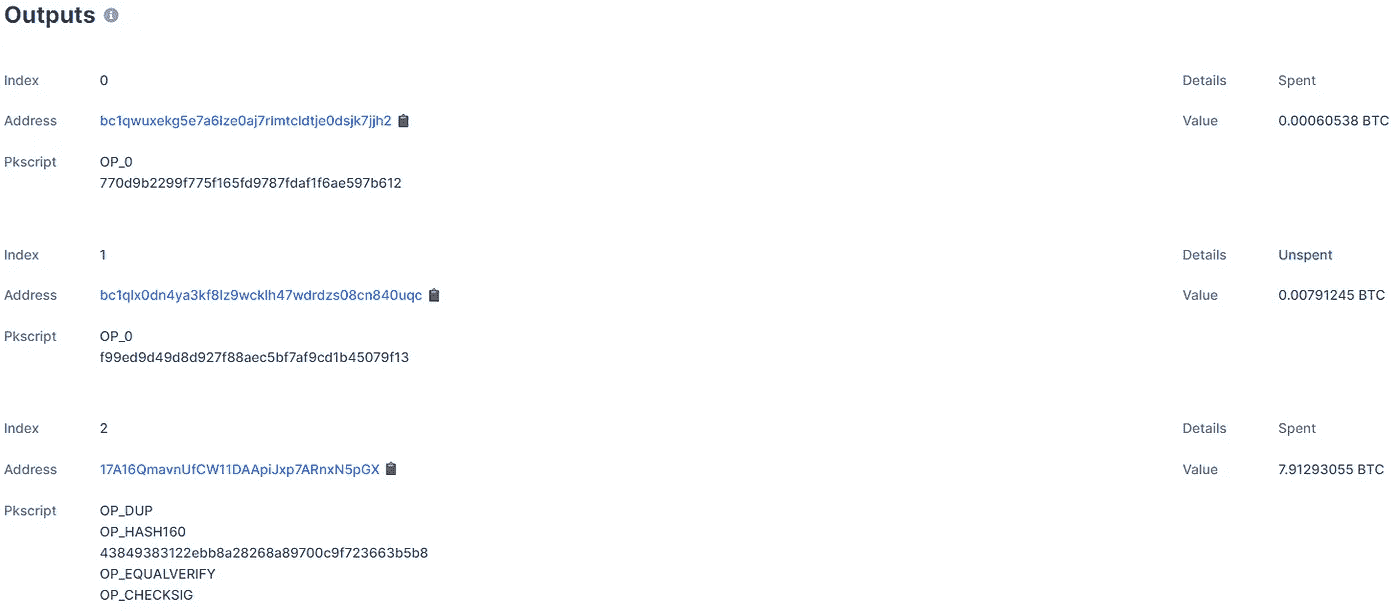 Outputs
Index 0 Details Spent
Address bc1qwuxekg5e7a6lze0aj7rlmtcldtje0dsjk7jjh2 Value 0.00060538 BTC
Pkscript OP_0
770d9b2299f775f165fd9787fdaf1f6ae597b612
Index 1 Details Unspent
Address bc1qlx0dn4ya3kf8lz9wcklh47wdrdzs08cn840uqc Value 0.00791245 BTC
Pkscript OP_0
f99ed9d49d8d927f88aec5bf7af9cd1b45079f13
Index 2 Details Spent
Address 17A16QmavnUfCW11DAApiJxp7ARnxN5pGX Value 7.91293055 BTC
Pkscript OP_DUP
OP_HASH160
43849383122ebb8a28268a89700c9f723663b5b8
OP_EQUALVERIFY
OP_CHECKSIG